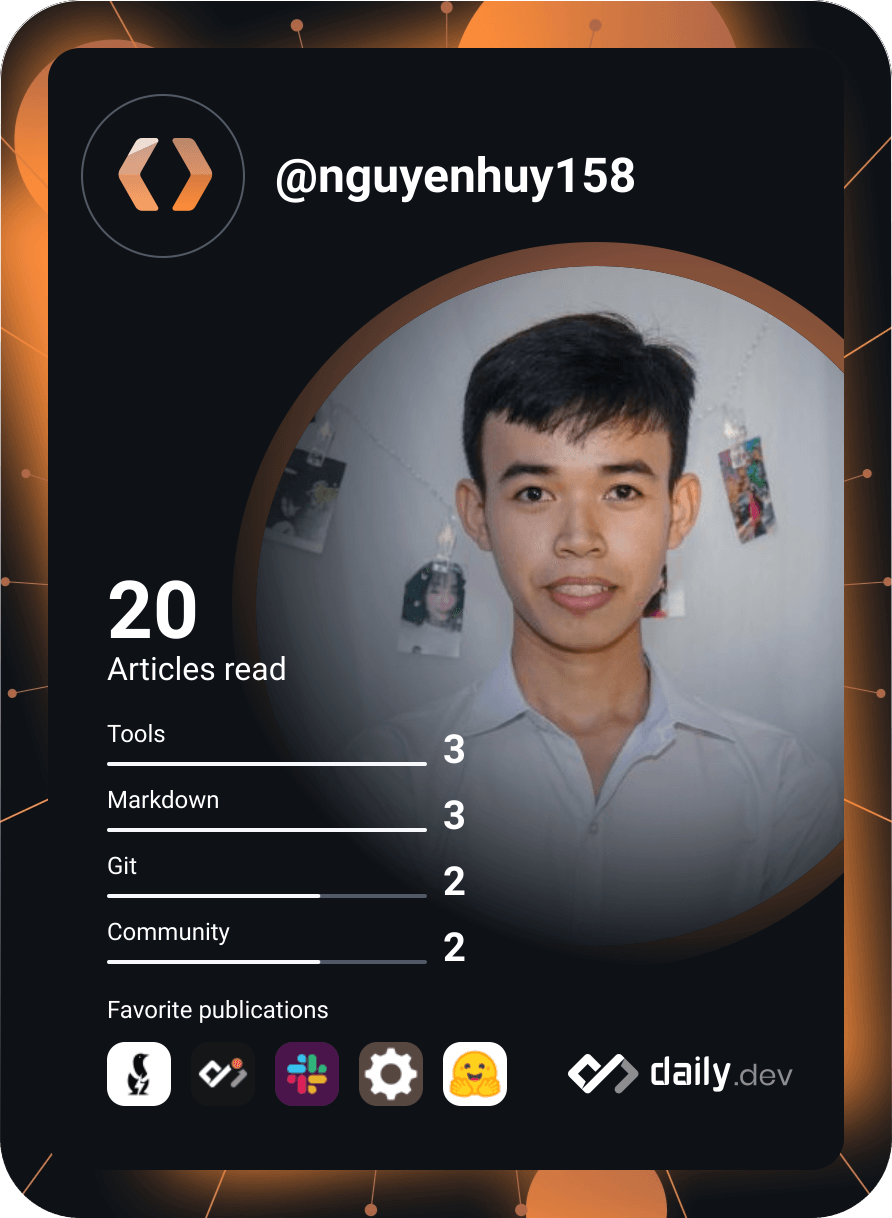 @nguyenhuy158
20
Articles read
Tools
3
Markdown
3
Git
2
Community
2
Favorite publications
daily.dev